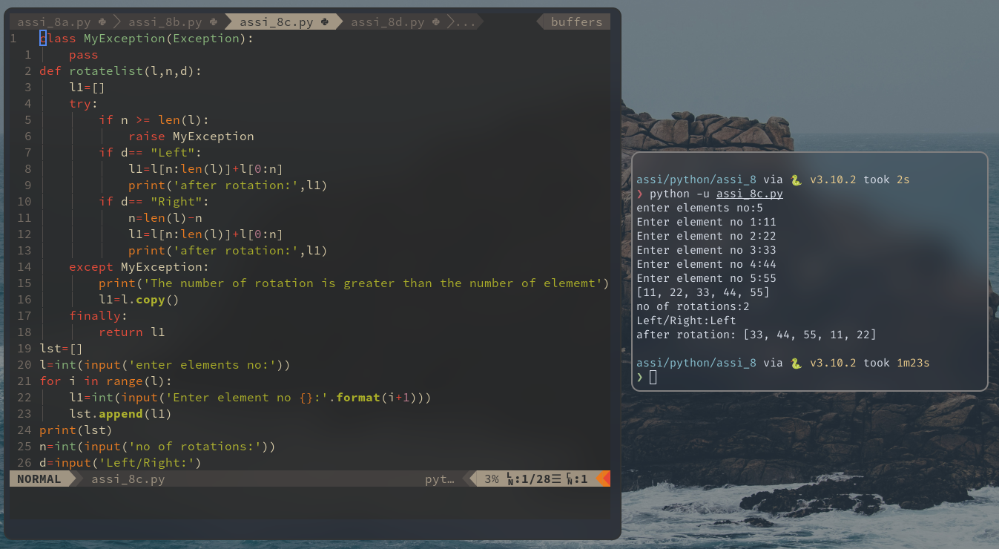 assi_8a.py assi_8b.py assi_8c.py assi_8d.py ... buffers
1 class MyException(Exception):
1 pass
2 def rotatelist(l,n,d):
3 l1=[]
4 try:
5 if n >= len(l):
6 raise MyException
7 if d== "Left":
8 l1=l[n:len(l)]+l[0:n]
9 print('after rotation:',l1)
10 if d== "Right":
11 n=len(l)-n
12 l1=l[n:len(l)]+l[0:n]
13 print('after rotation:',l1)
14 except MyException:
15 print('The number of rotation is greater than the number of elememt')
16 l1=l.copy()
17 finally:
18 return l1
19 lst=[]
20 l=int(input('enter elements no:'))
21 for i in range(l):
22 l1=int(input('Enter element no {}:'.format(i+1)))
23 lst.append(l1)
24 print(lst)
25 n=int(input('no of rotations:'))
26 d=input('Left/Right:')
NORMAL assi_8c.py pyt… 3% LN:1/28☰ CN:1
assi/python/assi_8 via 🐍 v3.10.2 took 2s
❯ python -u assi_8c.py
enter elements no:5
Enter element no 1:11
Enter element no 2:22
Enter element no 3:33
Enter element no 4:44
Enter element no 5:55
[11, 22, 33, 44, 55]
no of rotations:2
Left/Right:Left
after rotation: [33, 44, 55, 11, 22]
assi/python/assi_8 via 🐍 v3.10.2 took 1m23s
❯